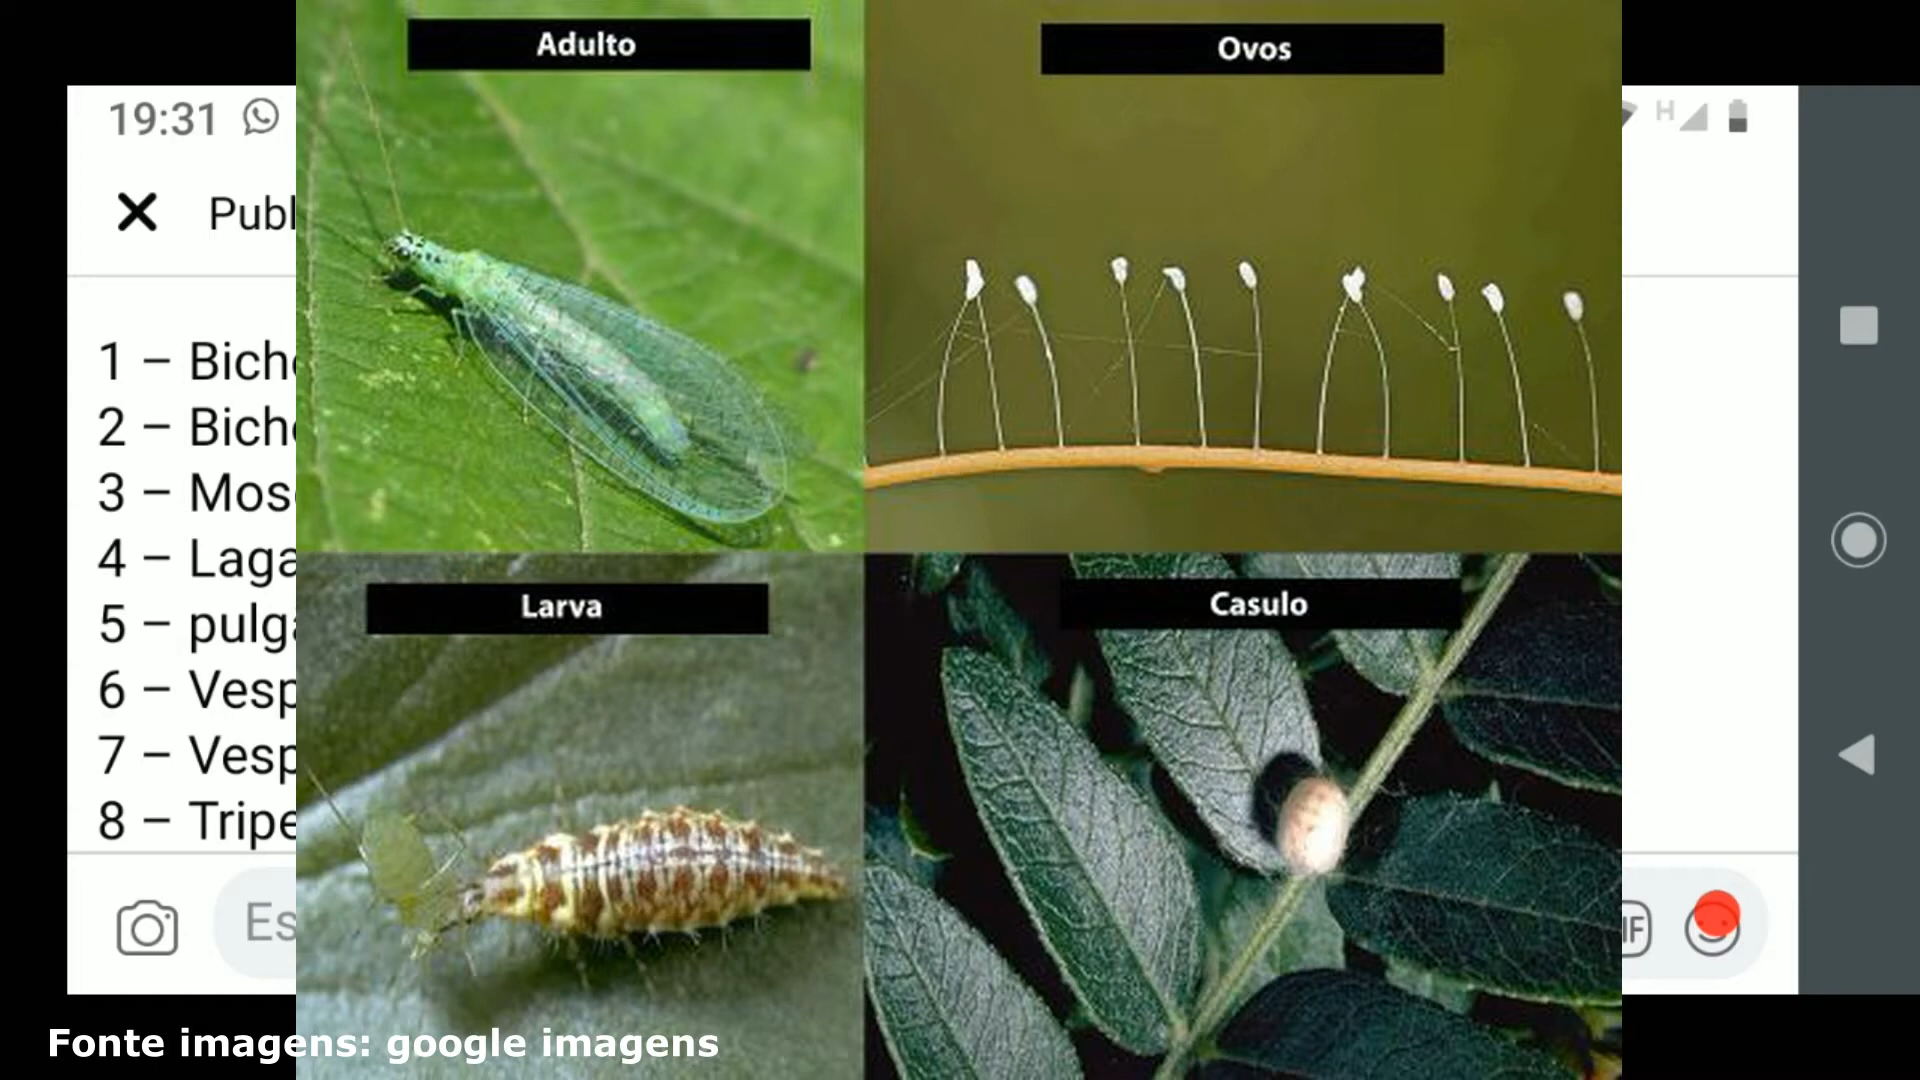 Adulto
Ovos
19:31
H
Publ
1 – Bich
2 – Bich
3 – Mos
4 – Laga
5 – pulg
6 – Vesp
7 – Vesp
8 – Tripe
Larva
Casulo
Es
IF
Fonte imagens: google imagens